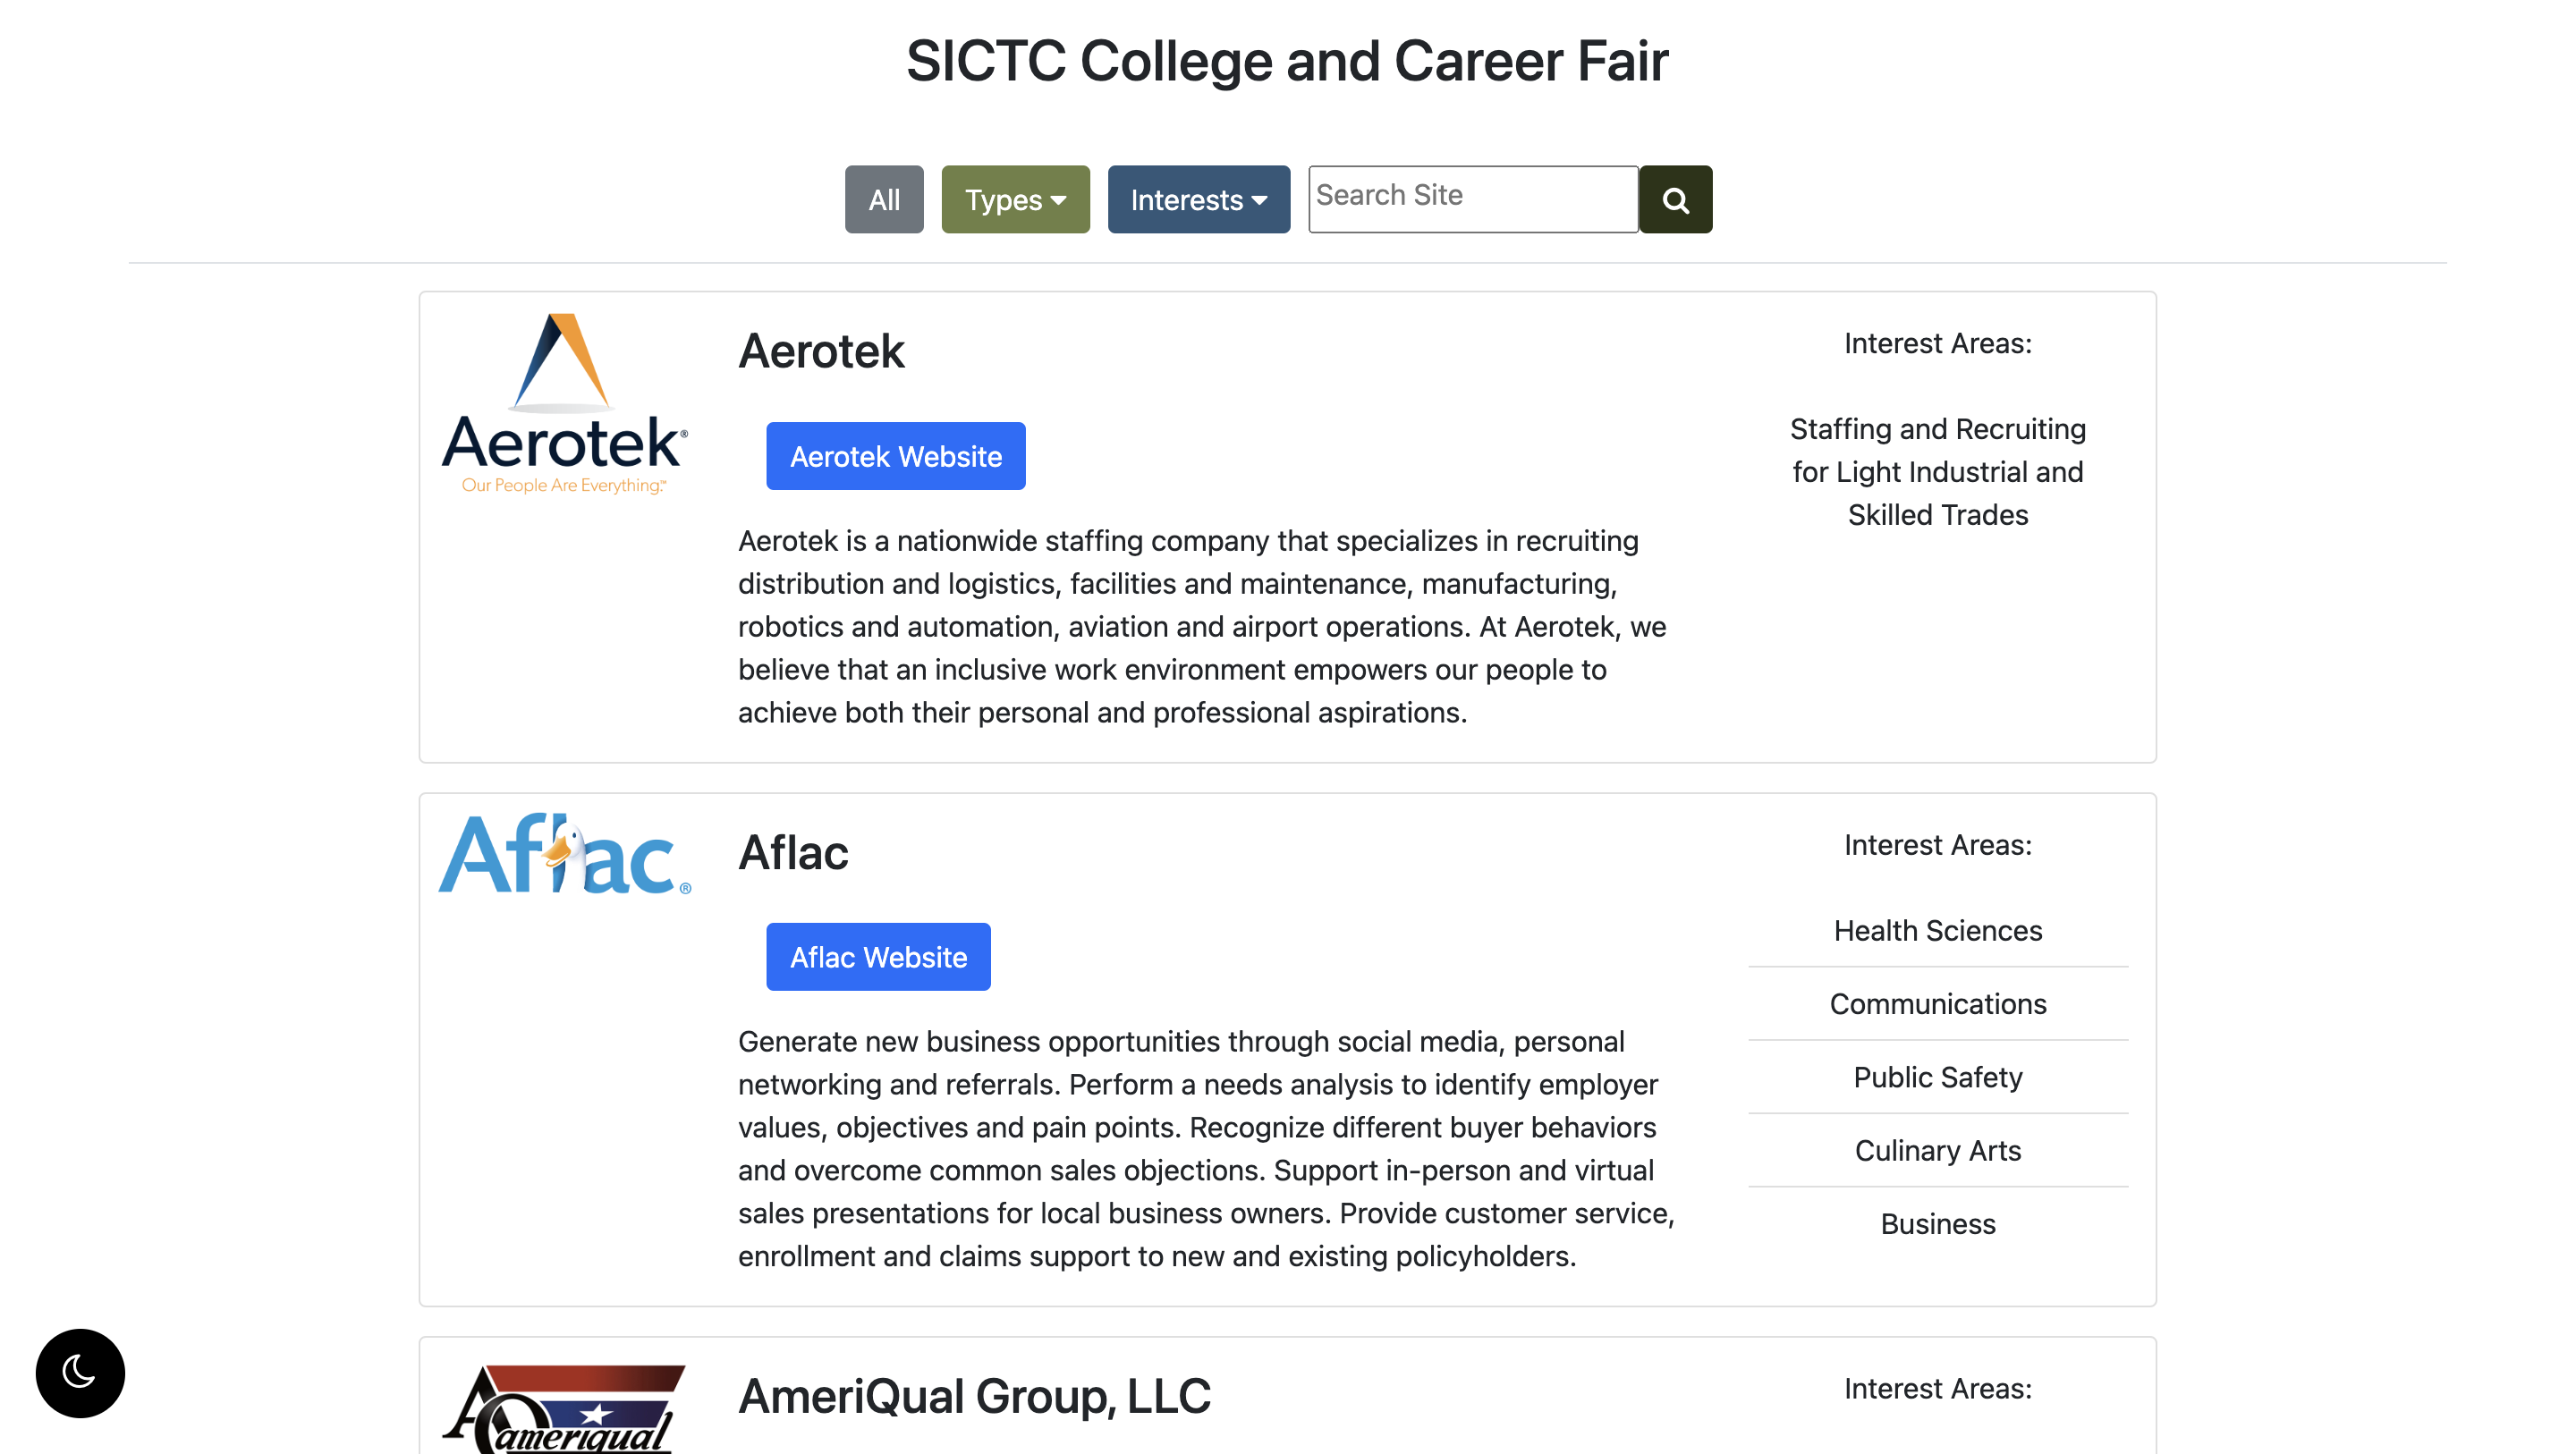 SICTC College and Career Fair
All
Types
Interests
Search Site
Aerotek®
Our People Are Everything.™
Aerotek
Aerotek Website
Aerotek is a nationwide staffing company that specializes in recruiting
distribution and logistics, facilities and maintenance, manufacturing,
robotics and automation, aviation and airport operations. At Aerotek, we
believe that an inclusive work environment empowers our people to
achieve both their personal and professional aspirations.
Interest Areas:
Staffing and Recruiting
for Light Industrial and
Skilled Trades
Aflac®
Aflac
Aflac Website
Generate new business opportunities through social media, personal
networking and referrals. Perform a needs analysis to identify employer
values, objectives and pain points. Recognize different buyer behaviors
and overcome common sales objections. Support in-person and virtual
sales presentations for local business owners. Provide customer service,
enrollment and claims support to new and existing policyholders.
Interest Areas:
Health Sciences
Communications
Public Safety
Culinary Arts
Business
AQ
ameriqual
AmeriQual Group, LLC
Interest Areas: